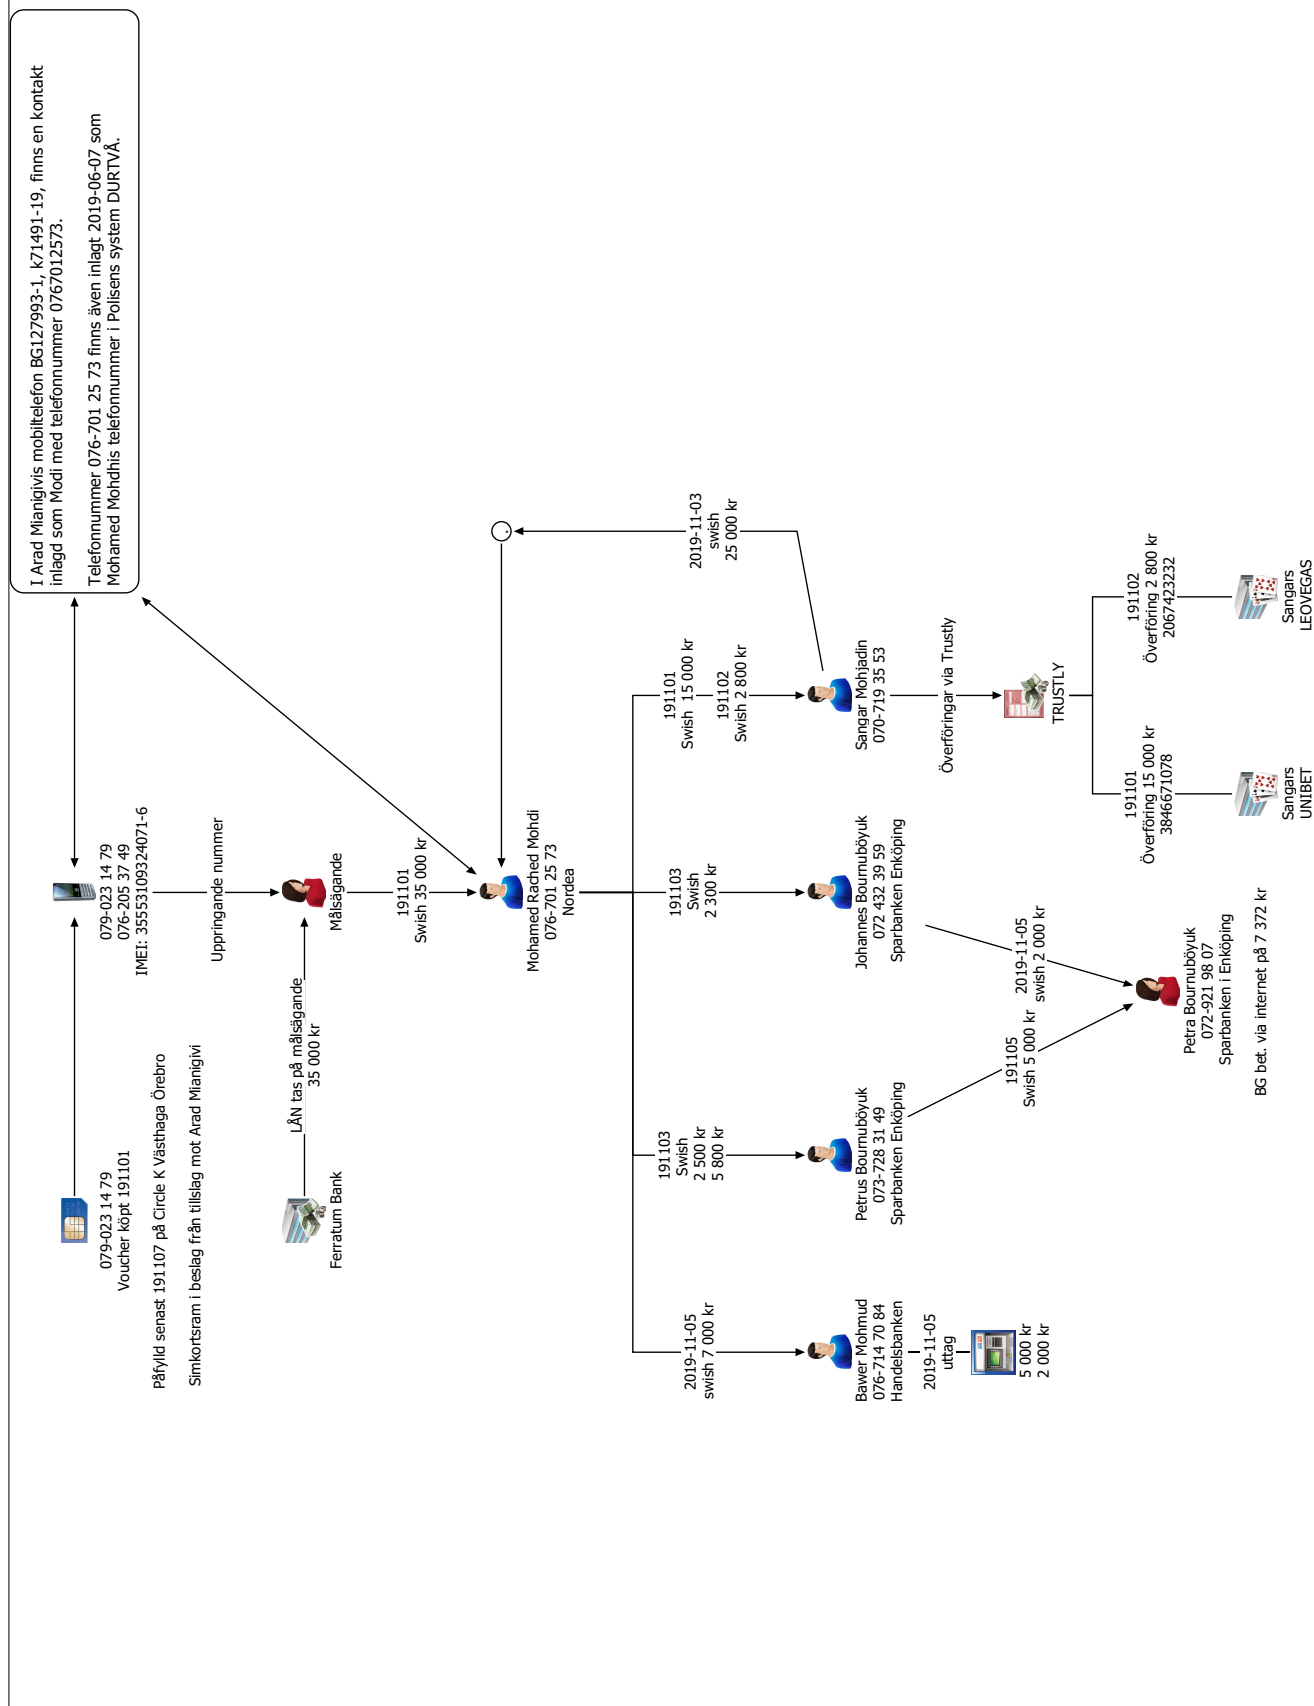 I Arad Mianigivis mobiltelefon BG127993-1, k71491-19, finns en kontakt
inlagd som Modi med telefonnummer 0767012573.
Telefonnummer 076-701 25 73 finns även inlagt 2019-06-07 som
Mohamed Mohdhis telefonnummer i Polisens system DURTVÅ.
079-023 14 79
Voucher köpt 191101
Påfylld senast 191107 på Circle K Västhaga Örebro
Simkortsram i beslag från tillslag mot Arad Mianigivi
079-023 14 79
076-205 37 49
IMEI: 35553109324071-6
Uppringande nummer
Ferratum Bank
LÅN tas på målsägande
35 000 kr
Målsägande
191101
Swish 35 000 kr
Mohamed Rached Mohdi
076-701 25 73
Nordea
2019-11-05
swish 7 000 kr
191103
Swish
2 500 kr
5 800 kr
191103
Swish
2 300 kr
191101
Swish 15 000 kr
191102
Swish 2 800 kr
2019-11-03
swish
25 000 kr
Bawer Mohmud
076-714 70 84
Handelsbanken
2019-11-05
uttag
5 000 kr
2 000 kr
Petrus Bournuböyuk
073-728 31 49
Sparbanken Enköping
Johannes Bournuböyuk
072 432 39 59
Sparbanken Enköping
Sangar Mohjadin
070-719 35 53
Överföringar via Trustly
191105
Swish 5 000 kr
2019-11-05
swish 2 000 kr
TRUSTLY
Petra Bournuböyuk
072-921 98 07
Sparbanken i Enköping
BG bet. via internet på 7 372 kr
191101
Överföring 15 000 kr
3846671078
191102
Överföring 2 800 kr
2067423232
Sangars
UNIBET
Sangars
LEOVEGAS